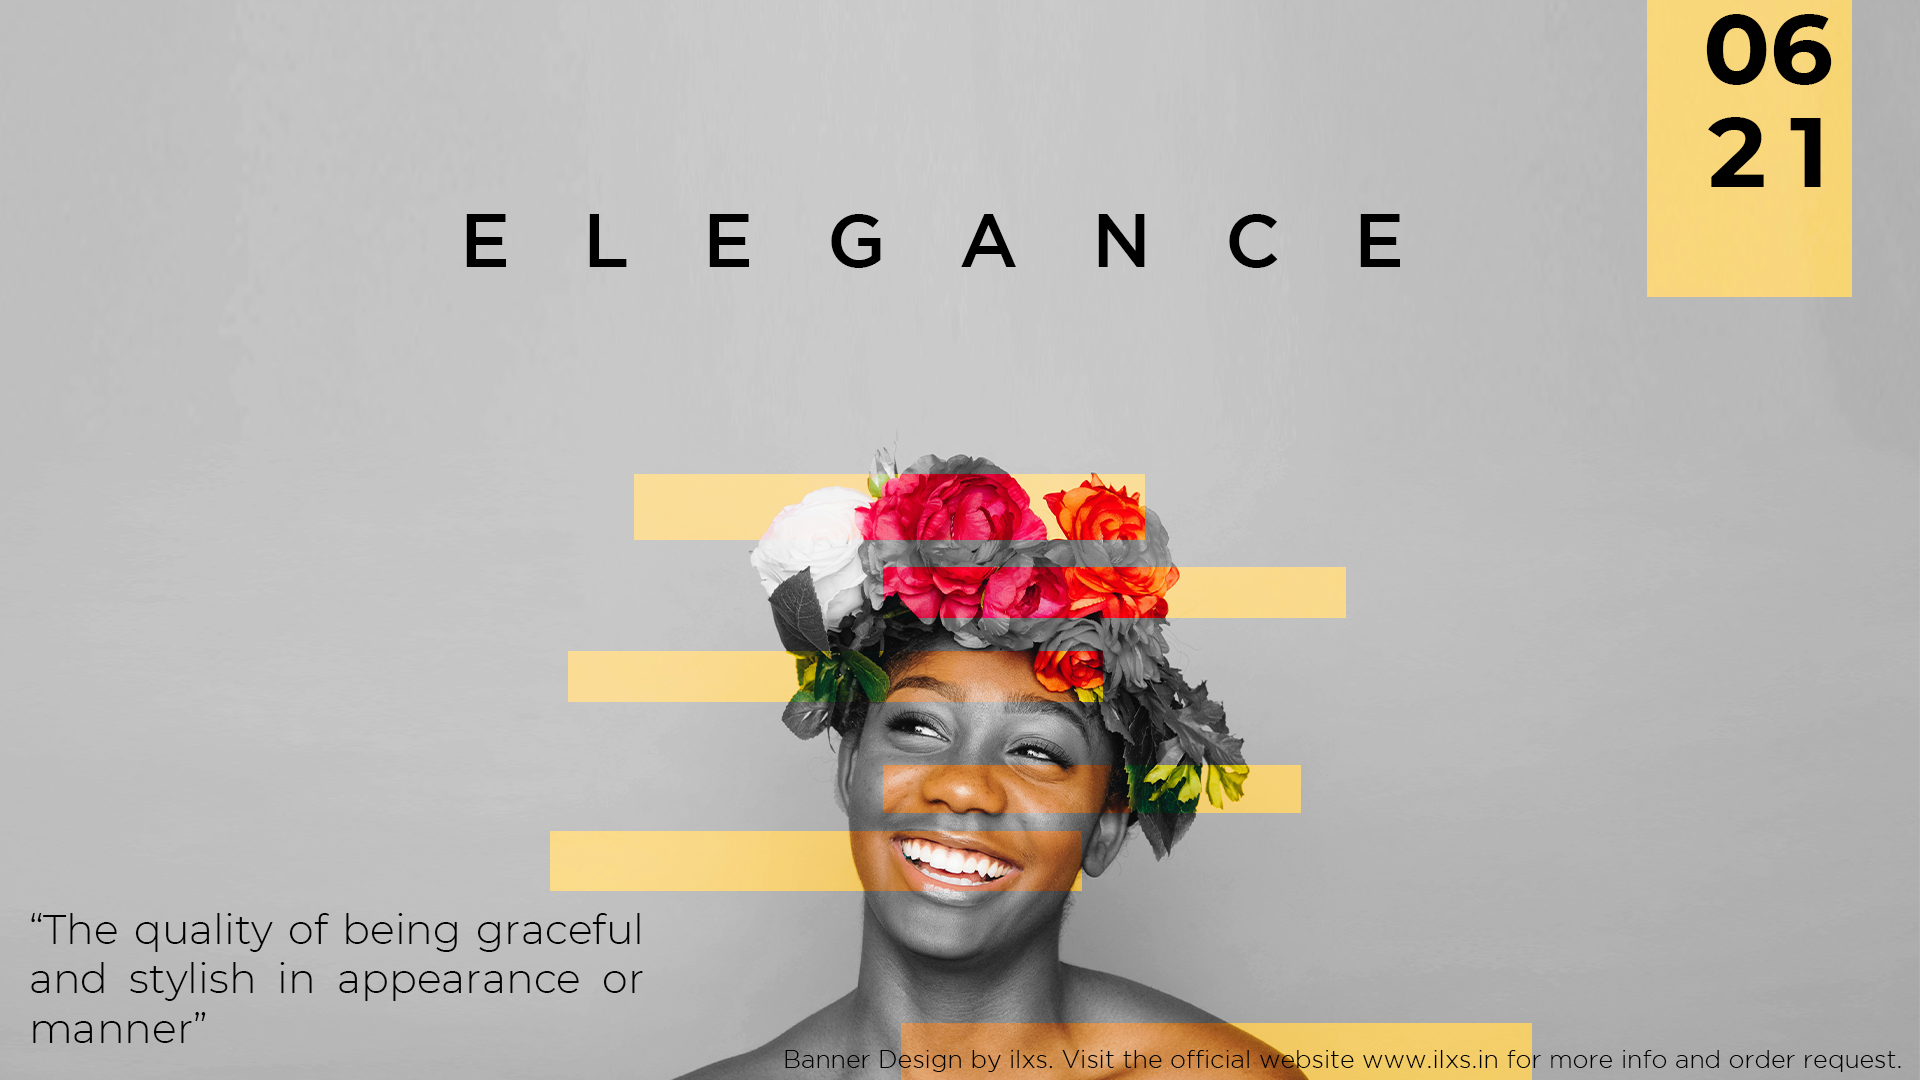 06
21
ELEGANCE
“The quality of being graceful
and stylish in appearance or
manner”
Banner Design by ilxs. Visit the official website www.ilxs.in for more info and order request.